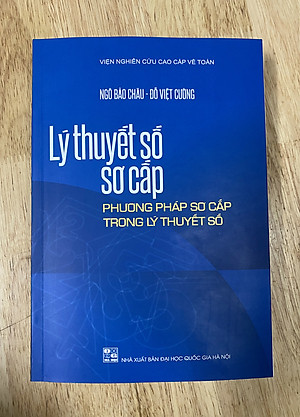 VIỆN NGHIÊN CỨU CAO CẤP VỀ TOÁN
NGÔ BẢO CHÂU - ĐỖ VIỆT CƯỜNG
Lý thuyết số
sơ cấp
PHƯƠNG PHÁP SƠ CẤP
TRONG LÝ THUYẾT SỐ
NHÀ XUẤT BẢN ĐẠI HỌC QUỐC GIA HÀ NỘI